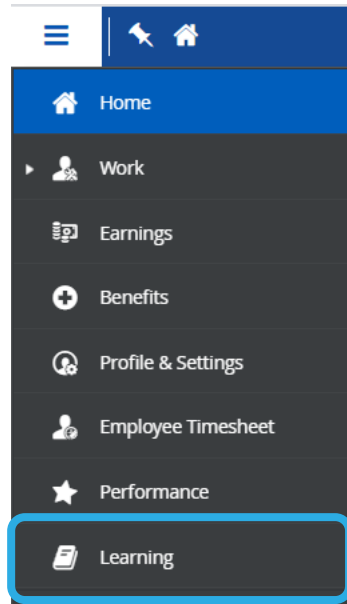 Home
Work
Earnings
Benefits
Profile & Settings
Employee Timesheet
Performance
Learning